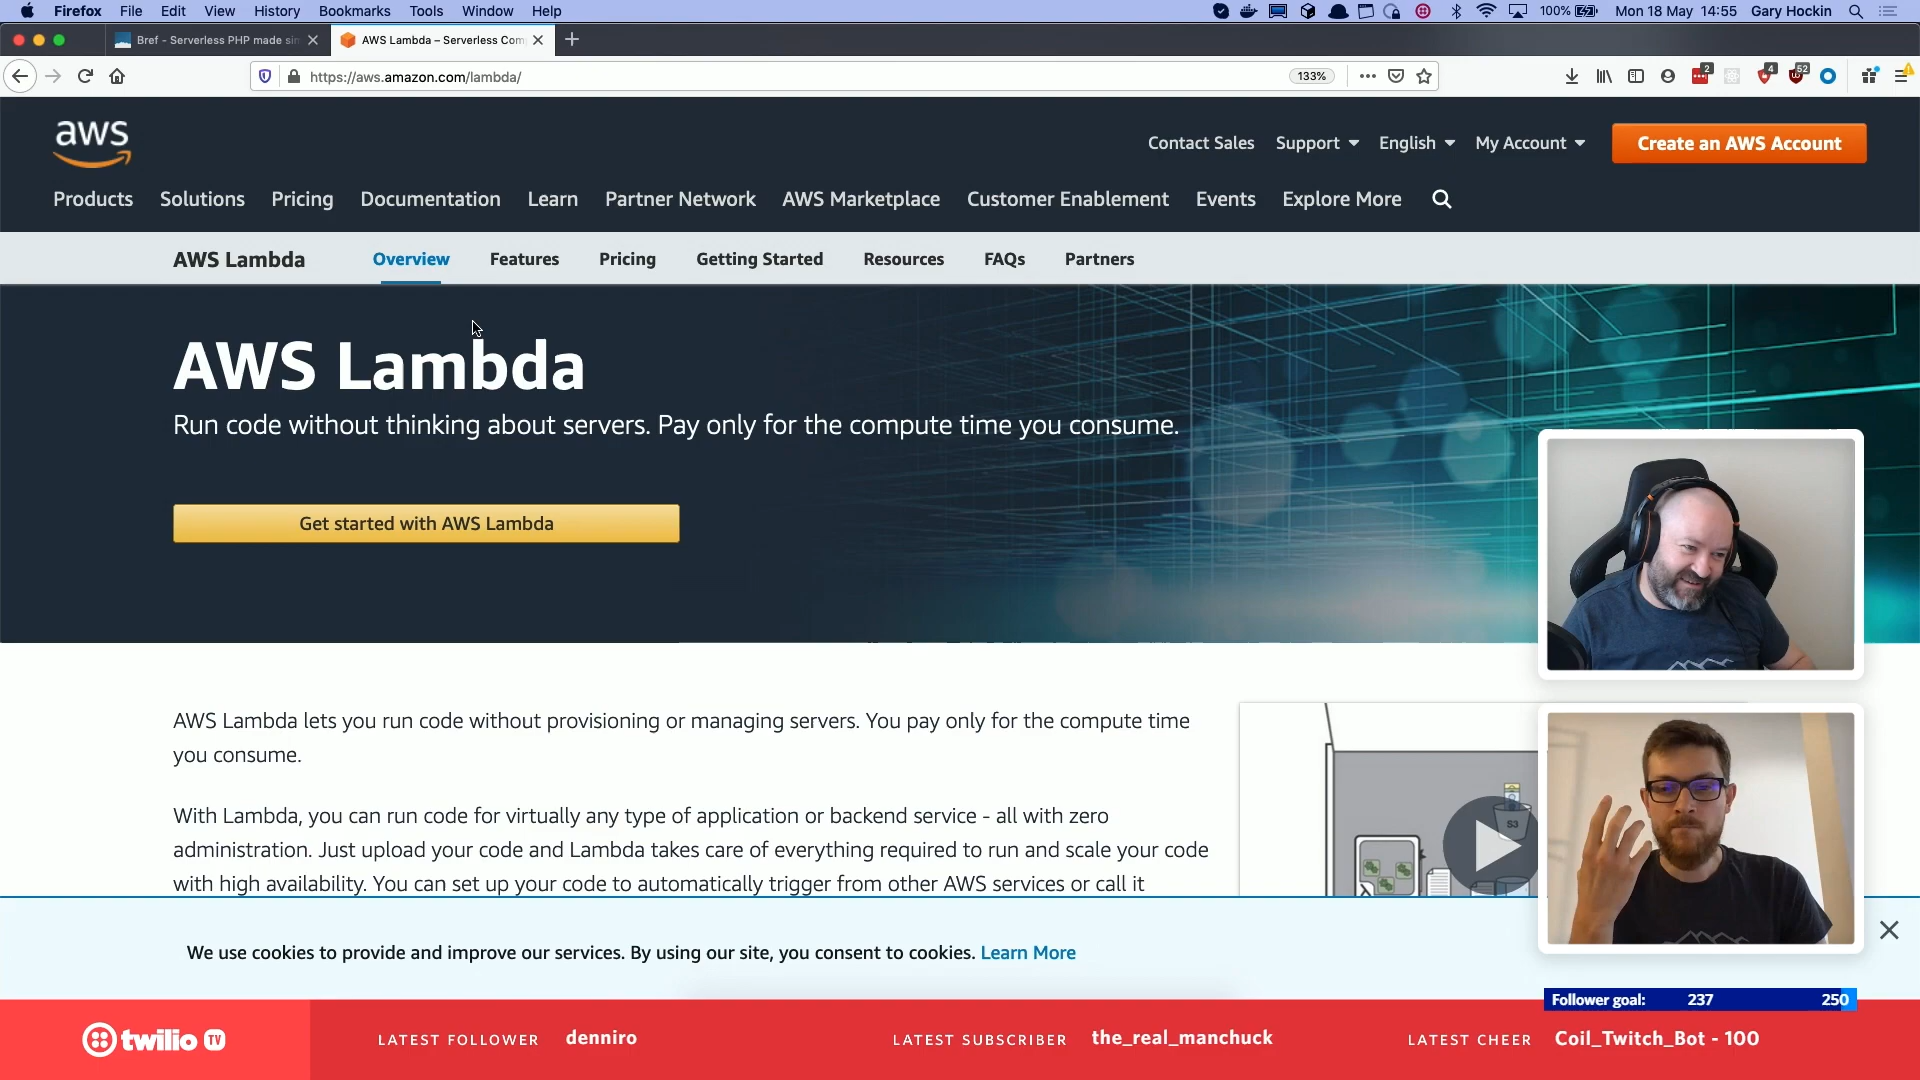 Firefox File Edit View History Bookmarks Tools Window Help 100% Mon 18 May 14:55 Gary Hockin
Bref - Serverless PHP made sim AWS Lambda – Serverless Com
https://aws.amazon.com/lambda/ 133% 2 4 52
aws
Contact Sales Support English My Account Create an AWS Account
Products Solutions Pricing Documentation Learn Partner Network AWS Marketplace Customer Enablement Events Explore More
AWS Lambda Overview Features Pricing Getting Started Resources FAQs Partners
AWS Lambda
Run code without thinking about servers. Pay only for the compute time you consume.
Get started with AWS Lambda
AWS Lambda lets you run code without provisioning or managing servers. You pay only for the compute time
you consume.
With Lambda, you can run code for virtually any type of application or backend service - all with zero
administration. Just upload your code and Lambda takes care of everything required to run and scale your code
with high availability. You can set up your code to automatically trigger from other AWS services or call it
S3
We use cookies to provide and improve our services. By using our site, you consent to cookies. Learn More
Follower goal: 237 250
twilio TV LATEST FOLLOWER denniro LATEST SUBSCRIBER the_real_manchuck LATEST CHEER Coil_Twitch_Bot - 100